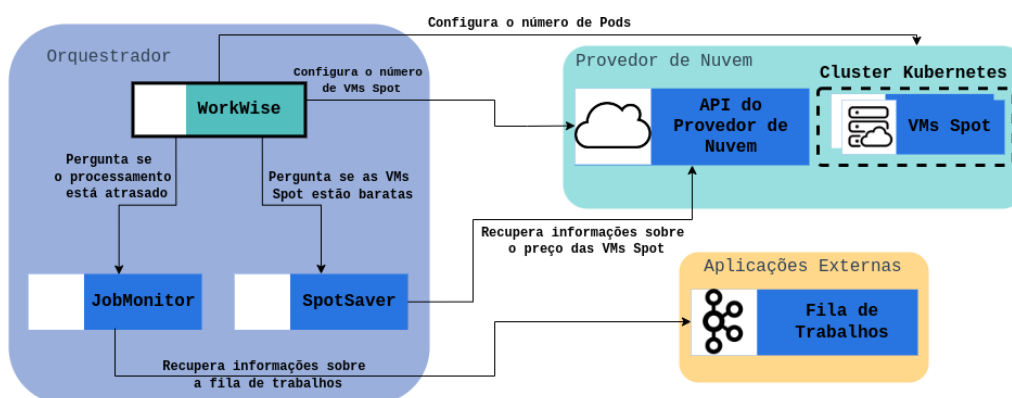 Configura o número de Pods
Orquestrador
Provedor de Nuvem
Configura o número
de VMs Spot
Cluster Kubernetes
WorkWise
API do
Provedor de
Nuvem
VMs Spot
Pergunta se
o processamento
está atrasado
Pergunta se as VMs
Spot estão baratas
Recupera informações sobre
o preço das VMs Spot
Aplicações Externas
JobMonitor
SpotSaver
Fila de
Trabalhos
Recupera informações sobre
a fila de trabalhos